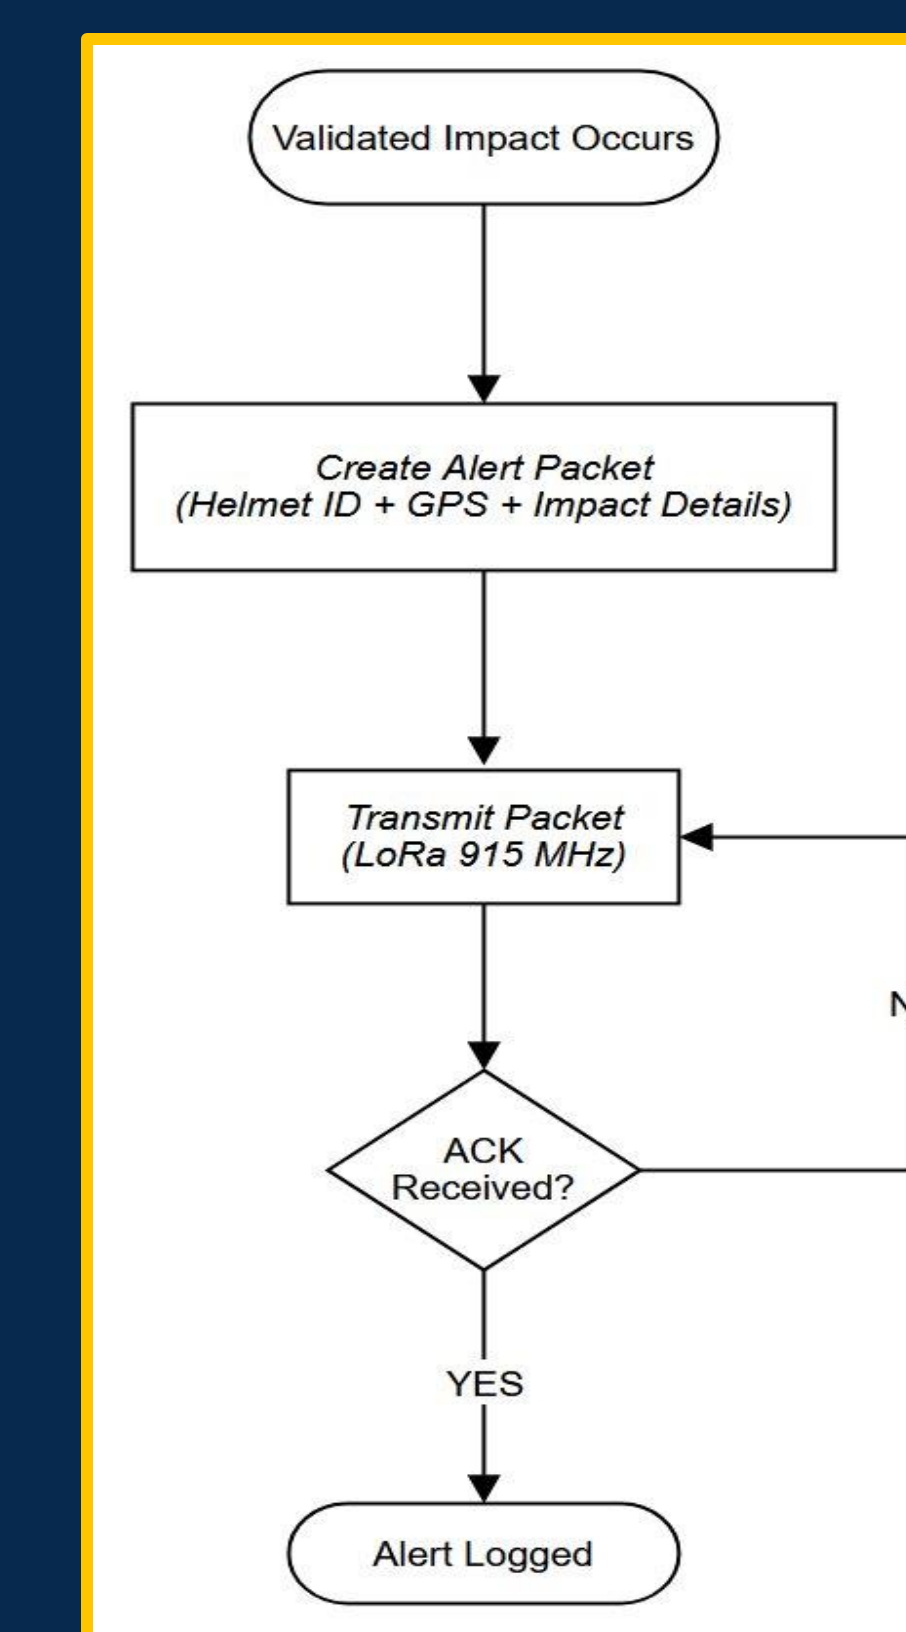 Validated Impact Occurs
Create Alert Packet
(Helmet ID + GPS + Impact Details)
Transmit Packet
(LoRa 915 MHz)
ACK
Received?
YES
Alert Logged